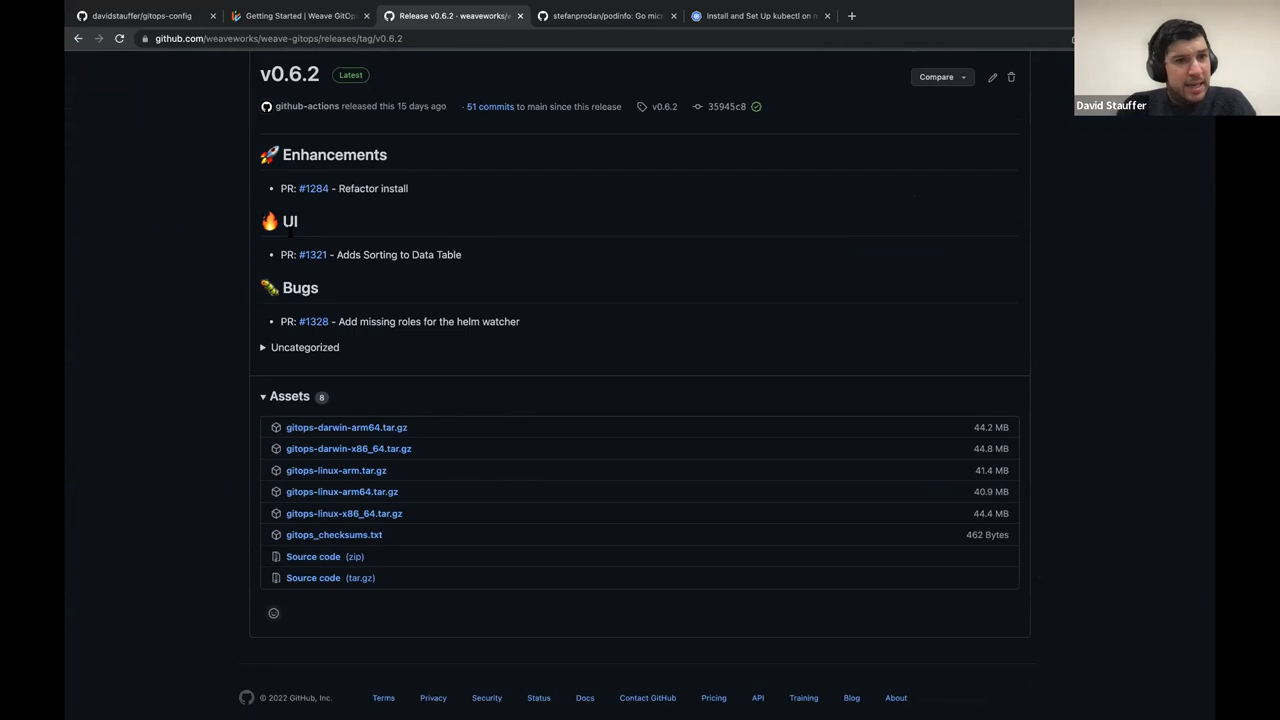 davidstauffer/gitops-config
Getting Started | Weave GitOp
Release v0.6.2 · weaveworks/
stefanprodan/podinfo: Go mic
Install and Set Up kubectl on m
github.com/weaveworks/weave-gitops/releases/tag/v0.6.2
David Stauffer
v0.6.2 Latest
Compare
github-actions released this 15 days ago · 51 commits to main since this release v0.6.2 35945c8
🚀 Enhancements
• PR: #1284 - Refactor install
🔥 UI
• PR: #1321 - Adds Sorting to Data Table
🐛 Bugs
• PR: #1328 - Add missing roles for the helm watcher
Uncategorized
Assets 8
gitops-darwin-arm64.tar.gz 44.2 MB
gitops-darwin-x86_64.tar.gz 44.8 MB
gitops-linux-arm.tar.gz 41.4 MB
gitops-linux-arm64.tar.gz 40.9 MB
gitops-linux-x86_64.tar.gz 44.4 MB
gitops_checksums.txt 462 Bytes
Source code (zip)
Source code (tar.gz)
© 2022 GitHub, Inc. Terms Privacy Security Status Docs Contact GitHub Pricing API Training Blog About